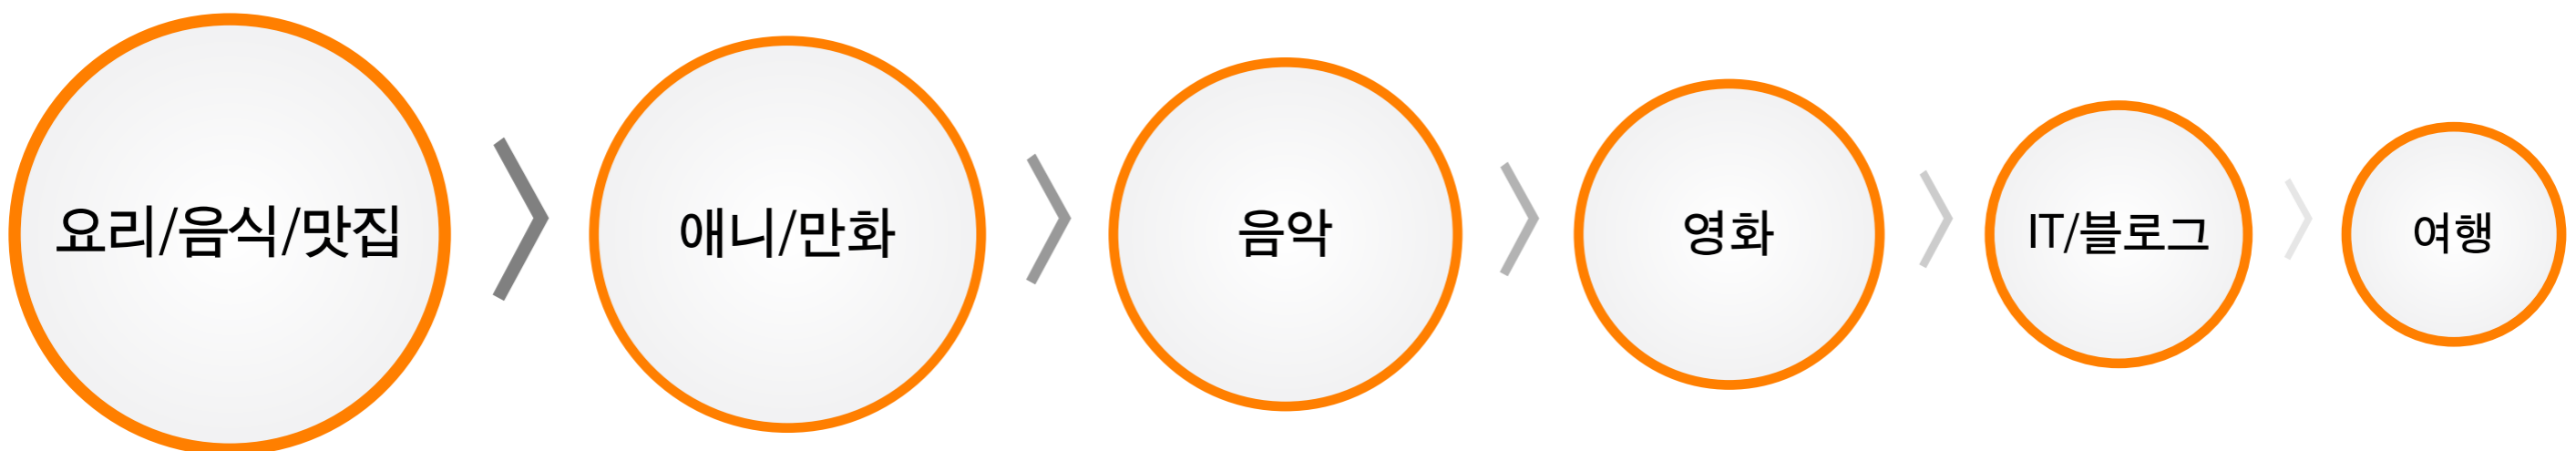 요리/음식/맛집
애니/만화
음악
영화
IT/블로그
여행